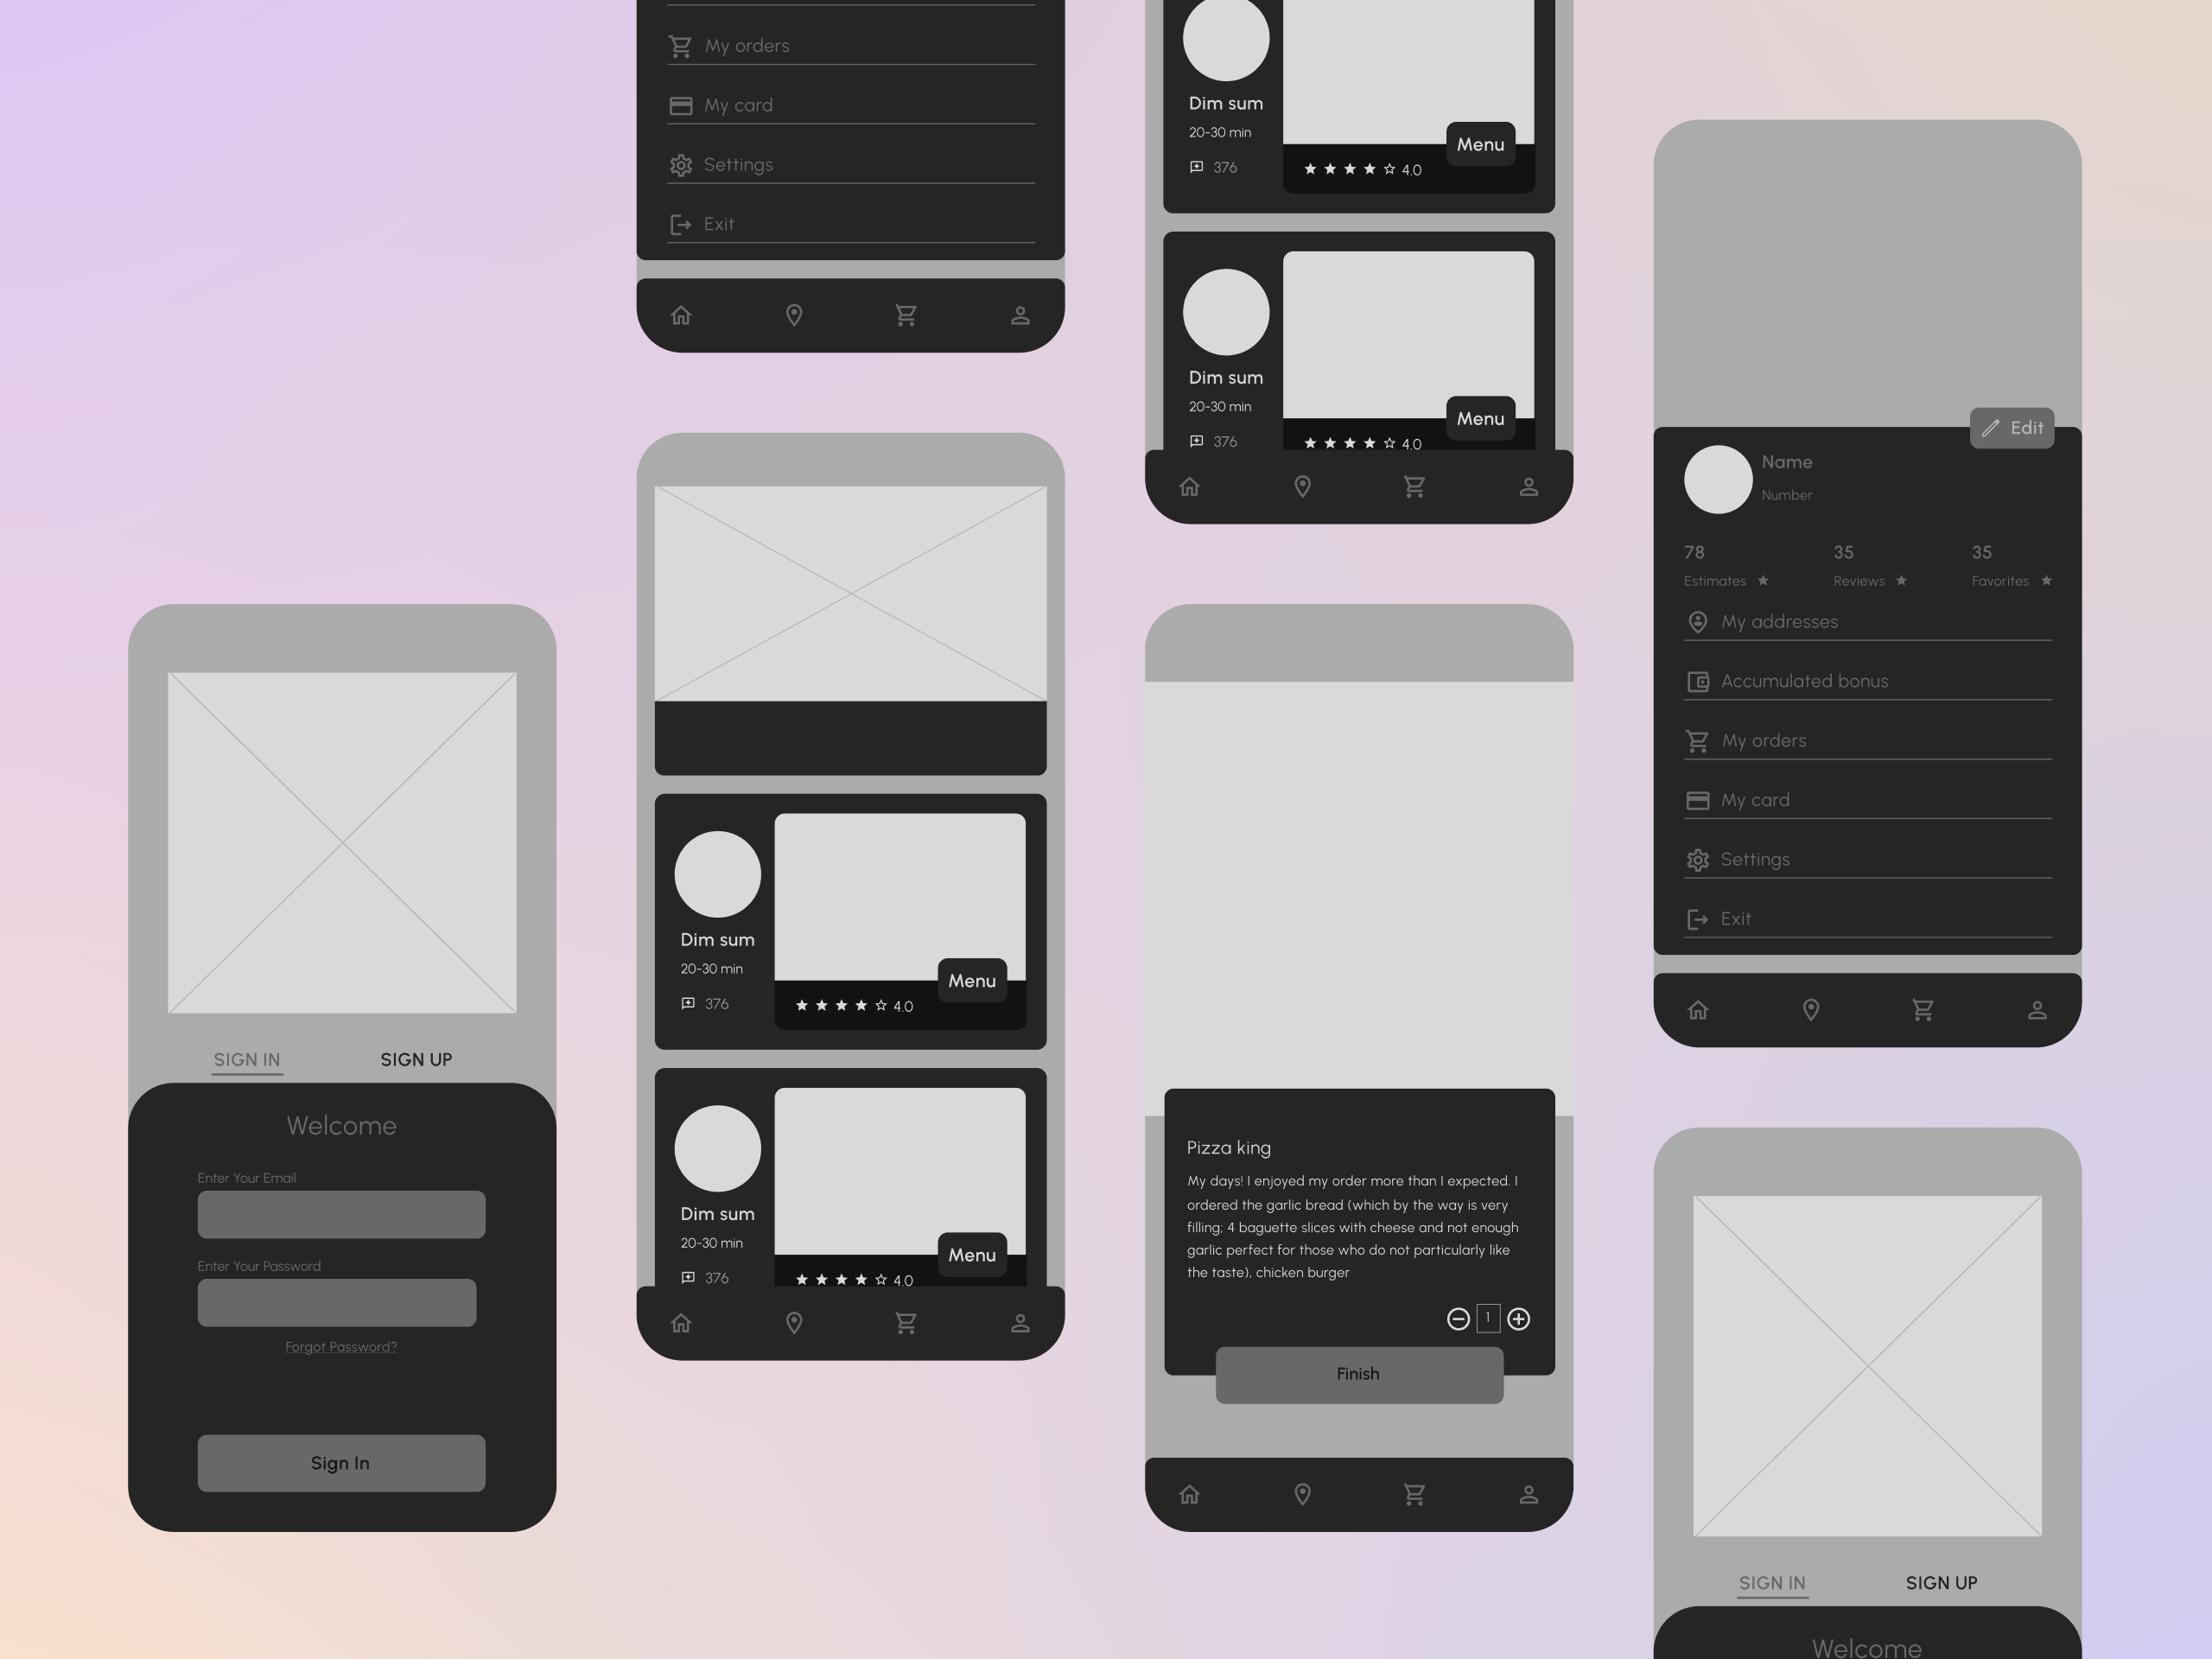 SIGN IN
SIGN UP
Welcome
Enter Your Email
Enter Your Password
Forgot Password?
Sign In
My orders
My card
Settings
Exit
Dim sum
20-30 min
376
4.0
Menu
Dim sum
20-30 min
376
4.0
Menu
Dim sum
20-30 min
376
4.0
Menu
Dim sum
20-30 min
376
4.0
Menu
Pizza king
My days! I enjoyed my order more than I expected. I
ordered the garlic bread (which by the way is very
filling; 4 baguette slices with cheese and not enough
garlic perfect for those who do not particularly like
the taste), chicken burger
1
Finish
Edit
Name
Number
78
Estimates
35
Reviews
35
Favorites
My addresses
Accumulated bonus
My orders
My card
Settings
Exit
SIGN IN
SIGN UP
Welcome